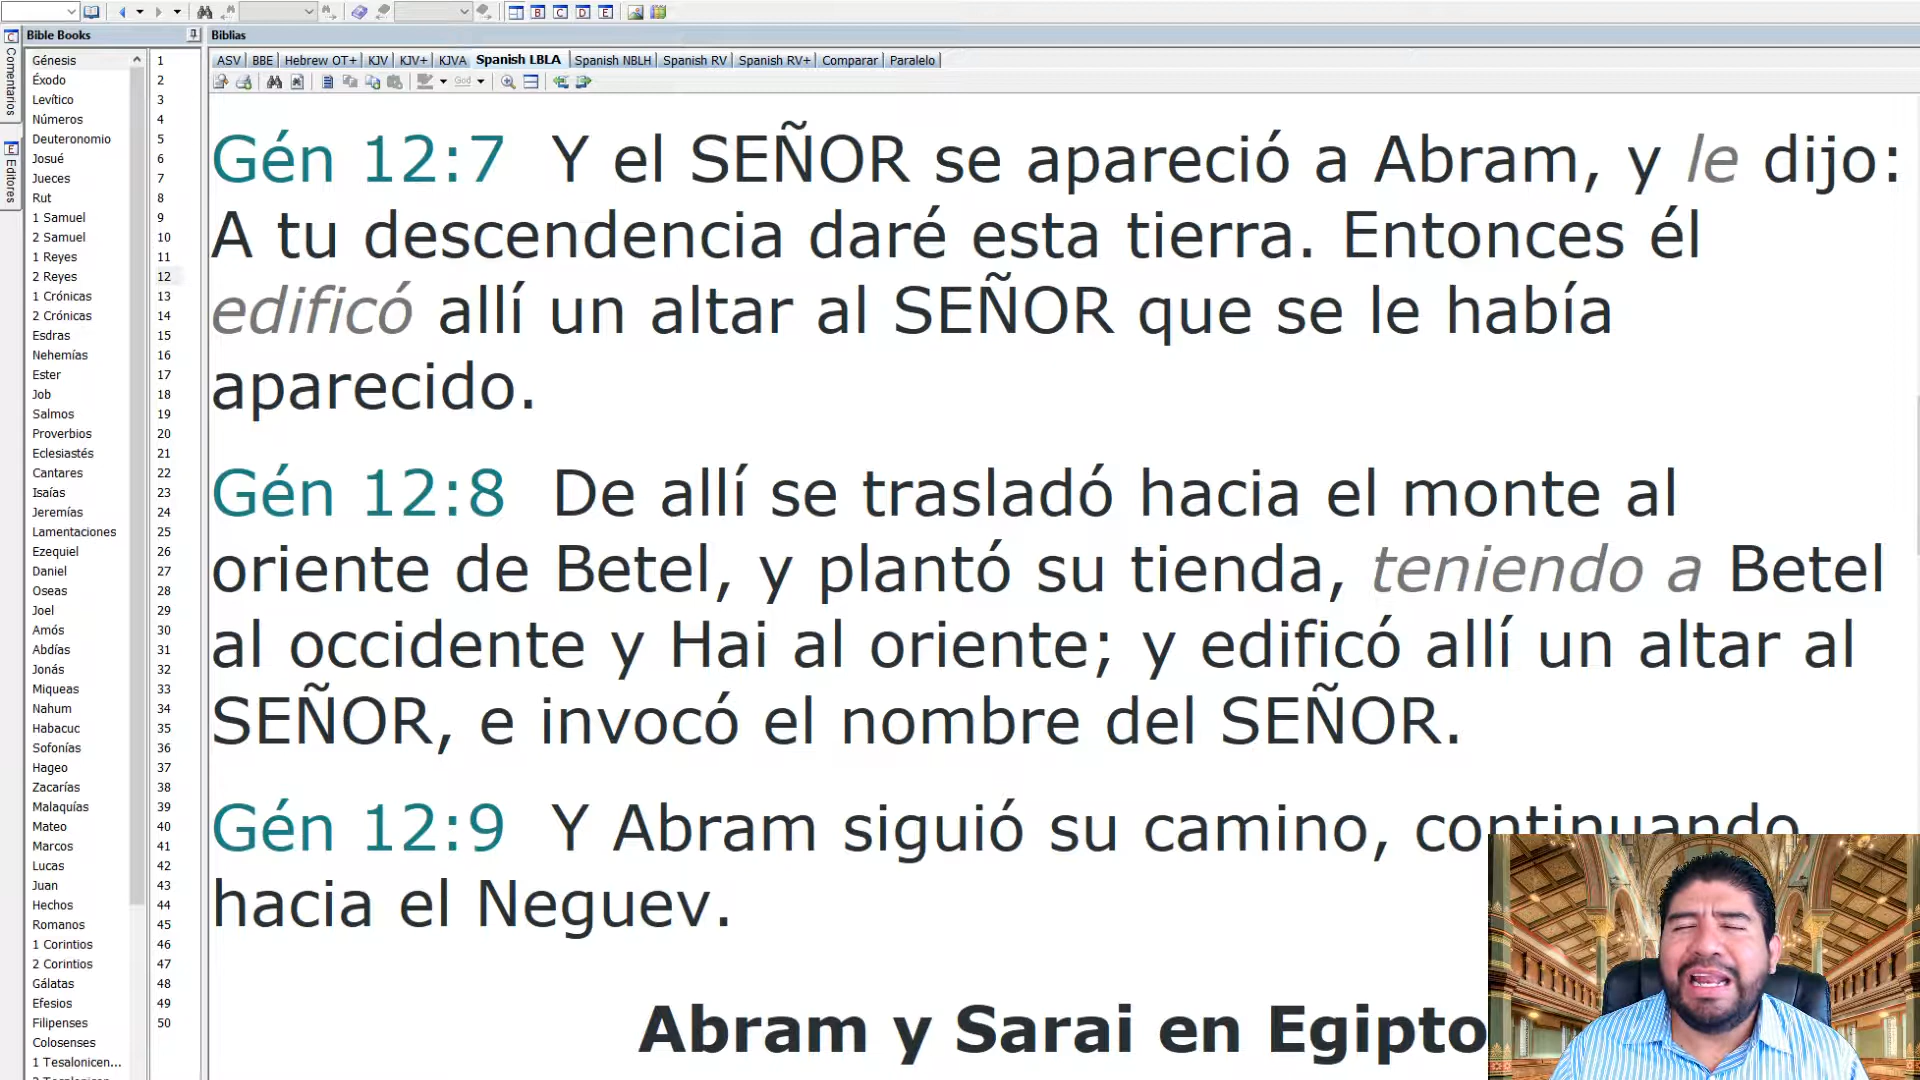 Bible Books
Biblias
Comentarios
Editores
ASV BBE Hebrew OT+ KJV KJV+ KJVA Spanish LBLA Spanish NBLH Spanish RV Spanish RV+ Comparar Paralelo
God
Génesis 1
Éxodo 2
Levítico 3
Números 4
Deuteronomio 5
Josué 6
Jueces 7
Rut 8
1 Samuel 9
2 Samuel 10
1 Reyes 11
2 Reyes 12
1 Crónicas 13
2 Crónicas 14
Esdras 15
Nehemías 16
Ester 17
Job 18
Salmos 19
Proverbios 20
Eclesiastés 21
Cantares 22
Isaías 23
Jeremías 24
Lamentaciones 25
Ezequiel 26
Daniel 27
Oseas 28
Joel 29
Amós 30
Abdías 31
Jonás 32
Miqueas 33
Nahum 34
Habacuc 35
Sofonías 36
Hageo 37
Zacarías 38
Malaquías 39
Mateo 40
Marcos 41
Lucas 42
Juan 43
Hechos 44
Romanos 45
1 Corintios 46
2 Corintios 47
Gálatas 48
Efesios 49
Filipenses 50
Colosenses
1 Tesalonicen...
Gén 12:7 Y el SEÑOR se apareció a Abram, y le dijo:
A tu descendencia daré esta tierra. Entonces él
edificó allí un altar al SEÑOR que se le había
aparecido.
Gén 12:8 De allí se trasladó hacia el monte al
oriente de Betel, y plantó su tienda, teniendo a Betel
al occidente y Hai al oriente; y edificó allí un altar al
SEÑOR, e invocó el nombre del SEÑOR.
Gén 12:9 Y Abram siguió su camino, continuando
hacia el Neguev.
Abram y Sarai en Egipto